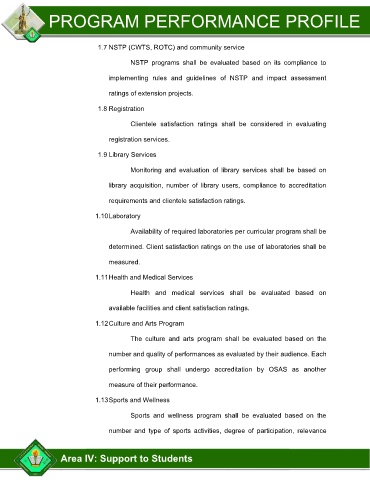 PROGRAM PERFORMANCE PROFILE
1.7 NSTP (CWTS, ROTC) and community service
NSTP programs shall be evaluated based on its compliance to
implementing rules and guidelines of NSTP and impact assessment
ratings of extension projects.
1.8 Registration
Clientele satisfaction ratings shall be considered in evaluating
registration services.
1.9 Library Services
Monitoring and evaluation of library services shall be based on
library acquisition, number of library users, compliance to accreditation
requirements and clientele satisfaction ratings.
1.10Laboratory
Availability of required laboratories per curricular program shall be
determined. Client satisfaction ratings on the use of laboratories shall be
measured.
1.11Health and Medical Services
Health and medical services shall be evaluated based on
available facilities and client satisfaction ratings.
1.12Culture and Arts Program
The culture and arts program shall be evaluated based on the
number and quality of performances as evaluated by their audience. Each
performing group shall undergo accreditation by OSAS as another
measure of their performance.
1.13Sports and Wellness
Sports and wellness program shall be evaluated based on the
number and type of sports activities, degree of participation, relevance
Area IV: Support to Students